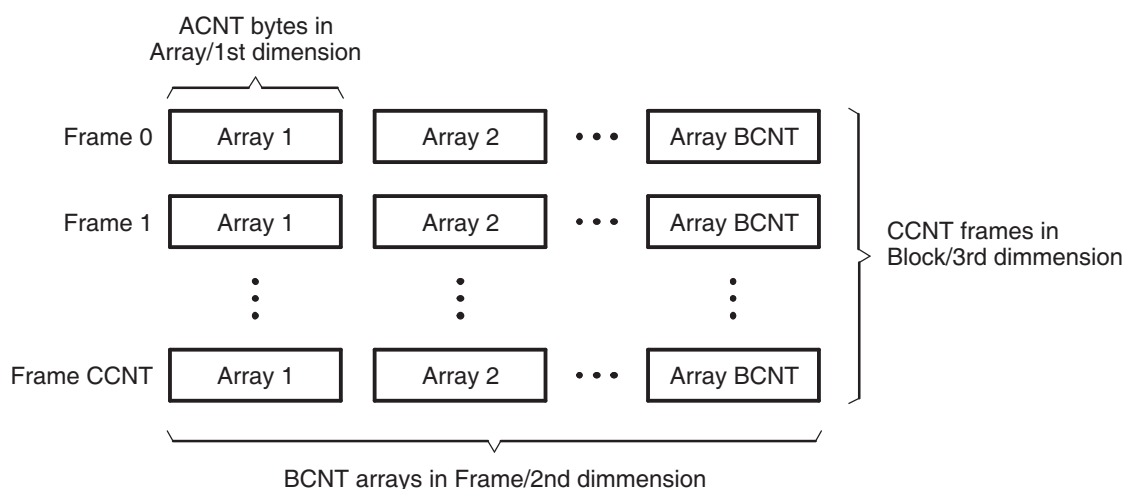 ACNT bytes in
Array/1st dimension
Frame 0 Array 1 Array 2 Array BCNT
Frame 1 Array 1 Array 2 Array BCNT
CCNT frames in
Block/3rd dimmension
Frame CCNT Array 1 Array 2 Array BCNT
BCNT arrays in Frame/2nd dimmension